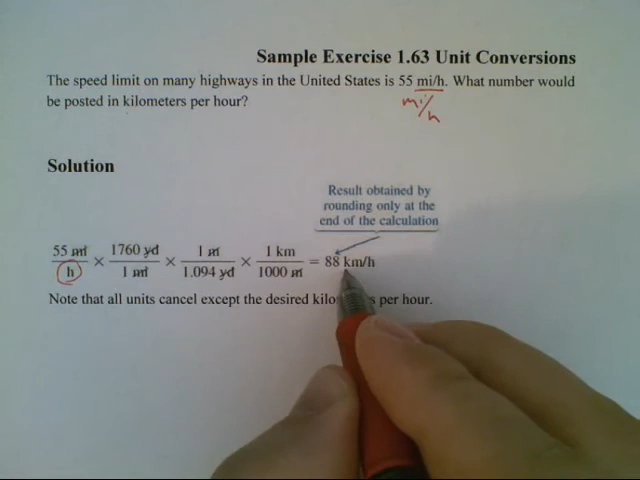 Sample Exercise 1.63 Unit Conversions
The speed limit on many highways in the United States is 55 mi/h. What number would
be posted in kilometers per hour?
mi/h
Solution
Result obtained by
rounding only at the
end of the calculation
55 mi/h × 1760 yd/1 mi × 1 m/1.094 yd × 1 km/1000 m = 88 km/h
Note that all units cancel except the desired per hour.